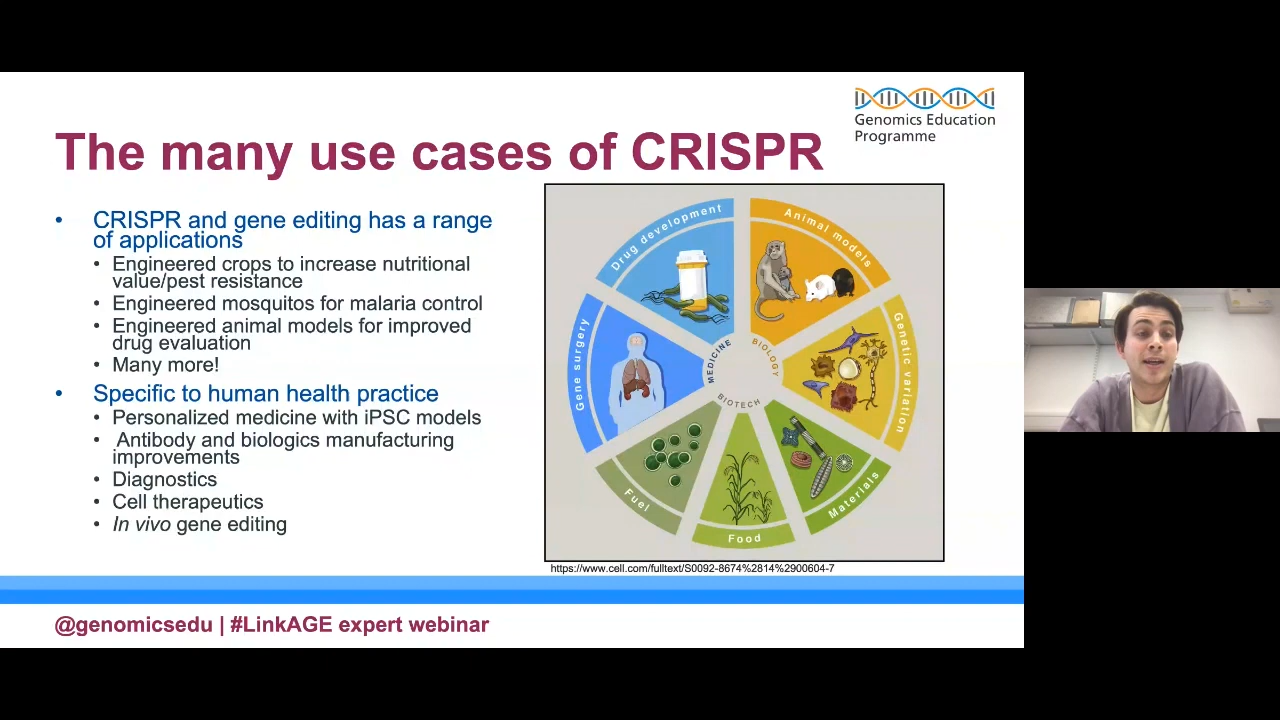 Genomics Education
Programme
The many use cases of CRISPR
• CRISPR and gene editing has a range
of applications
• Engineered crops to increase nutritional
value/pest resistance
• Engineered mosquitos for malaria control
• Engineered animal models for improved
drug evaluation
• Many more!
• Specific to human health practice
• Personalized medicine with iPSC models
• Antibody and biologics manufacturing
improvements
• Diagnostics
• Cell therapeutics
• In vivo gene editing
Drug development
Animal models
Gene surgery
Genetic variation
MEDICINE
BIOLOGY
BIOTECH
Fuel
Food
Materials
https://www.cell.com/fulltext/S0092-8674%2814%2900604-7
@genomicsedu | #LinkAGE expert webinar